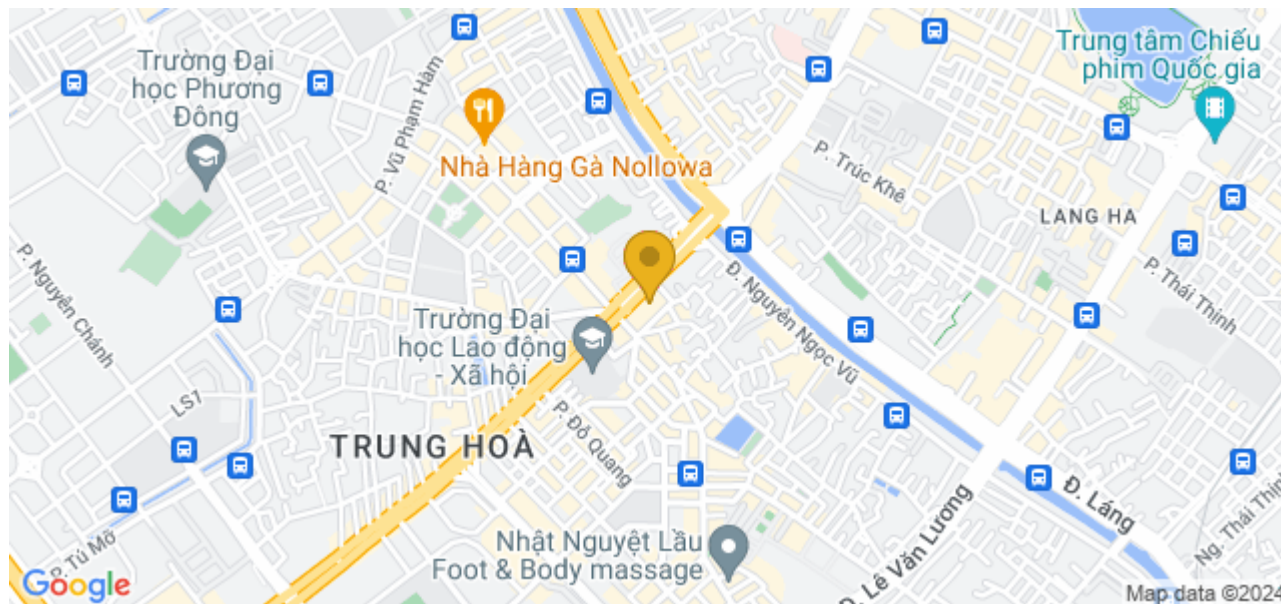 Trường Đại
học Phương
Đông
P. Vũ Phạm Hàm
Nhà Hàng Gà Nollowa
Trung tâm Chiếu
phim Quốc gia
P. Trúc Khê
LANG HA
P. Thái Thịnh
P. Nguyên Chánh
Đ. Nguyên Ngọc Vũ
Trường Đại
học Lao động
- Xã hội
LS1
TRUNG HOÀ
P. Đỗ Quang
Đ. Láng
Đ. Lê Văn Lương
Ng. Thái Thịnh
P. Tú Mỡ
Nhật Nguyệt Lầu
Foot & Body massage
Google
Map data ©2024